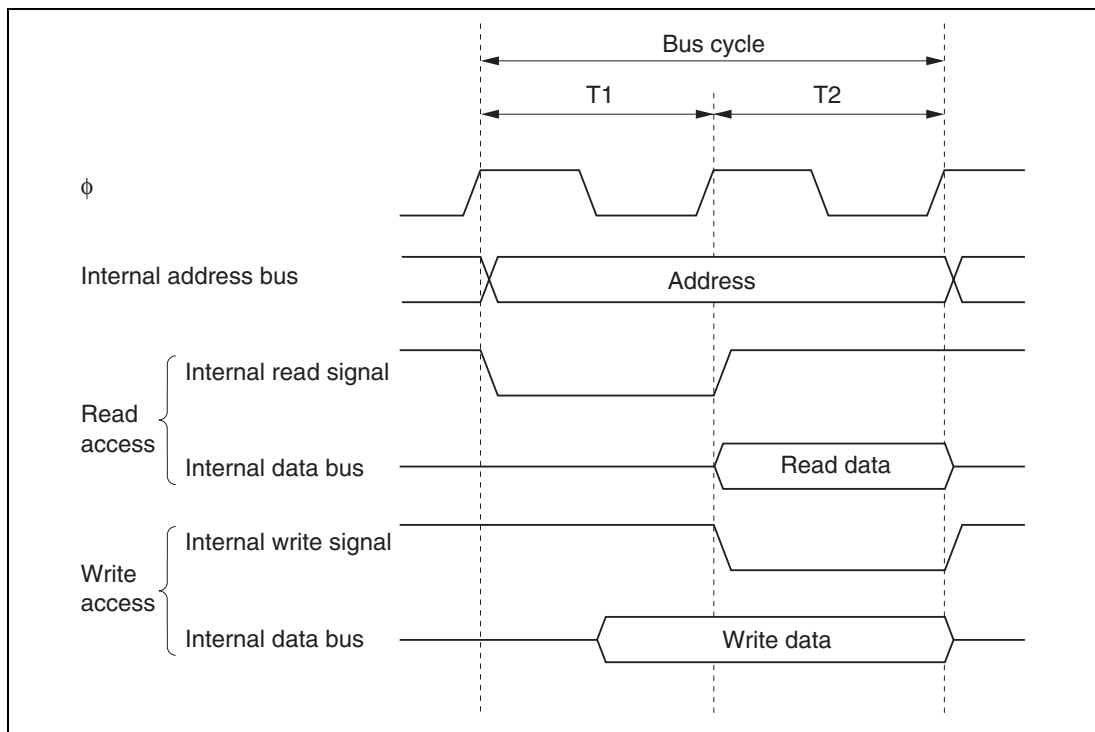 Bus cycle
T1
T2
ϕ
Internal address bus
Address
Read
access
Internal read signal
Internal data bus
Read data
Write
access
Internal write signal
Internal data bus
Write data